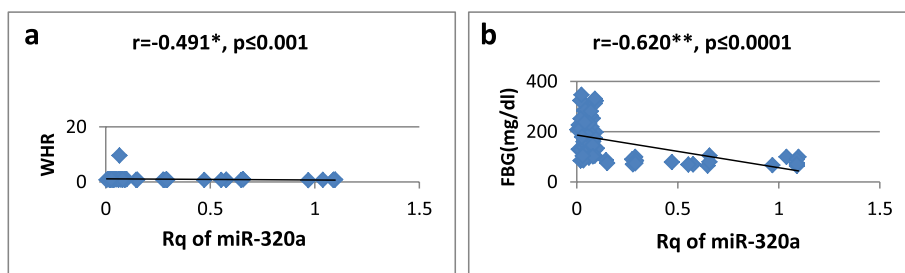 a
r=-0.491*, p≤0.001
WHR
20
0
0 0.5 1 1.5
Rq of miR-320a
b
r=-0.620**, p≤0.0001
FBG(mg/dl)
400
200
0
0 0.5 1 1.5
Rq of miR-320a